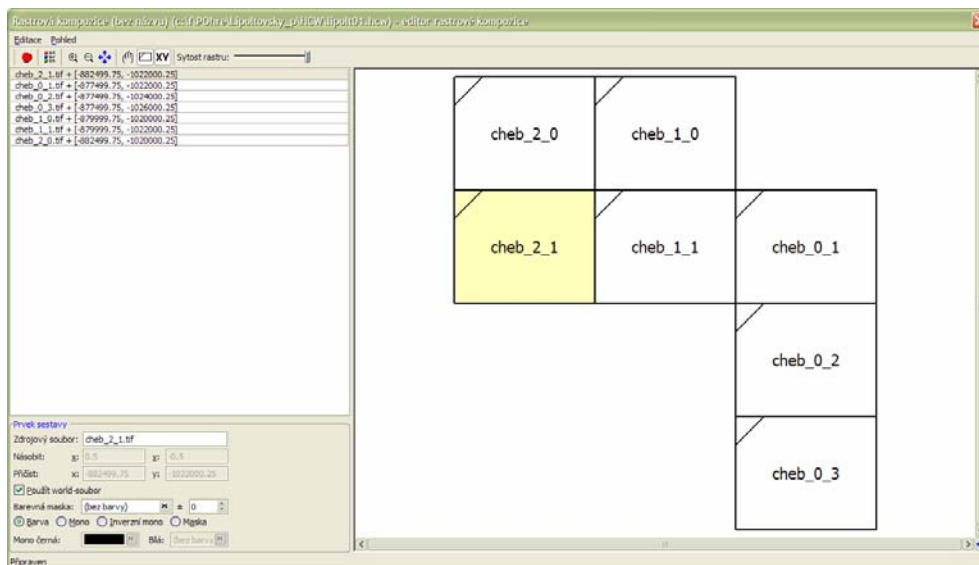 Rastrová kompozice (bez názvu) (c:\f\POhre\Lipoltovsky_p\HCW\lipolt01.hcw) - editor rastrové kompozice
Editace Pohled
XY Sytost rastru:
cheb_2_1.tif + [-882499.75, -1022000.25]
cheb_0_1.tif + [-877499.75, -1022000.25]
cheb_0_2.tif + [-877499.75, -1024000.25]
cheb_0_3.tif + [-877499.75, -1026000.25]
cheb_1_0.tif + [-879999.75, -1020000.25]
cheb_1_1.tif + [-879999.75, -1022000.25]
cheb_2_0.tif + [-882499.75, -1020000.25]
cheb_2_0 cheb_1_0
cheb_2_1 cheb_1_1 cheb_0_1
cheb_0_2
cheb_0_3
Prvek sestavy
Zdrojový soubor: cheb_2_1.tif
Násobit: x: 0.5 y: -0.5
Přičíst: x: -882499.75 y: -1022000.25
Použít world-soubor
Barevná maska: (bez barvy) ± 0
Barva Mono Inverzní mono Maska
Mono černá: Bílá: (bez barvy)
Připraven